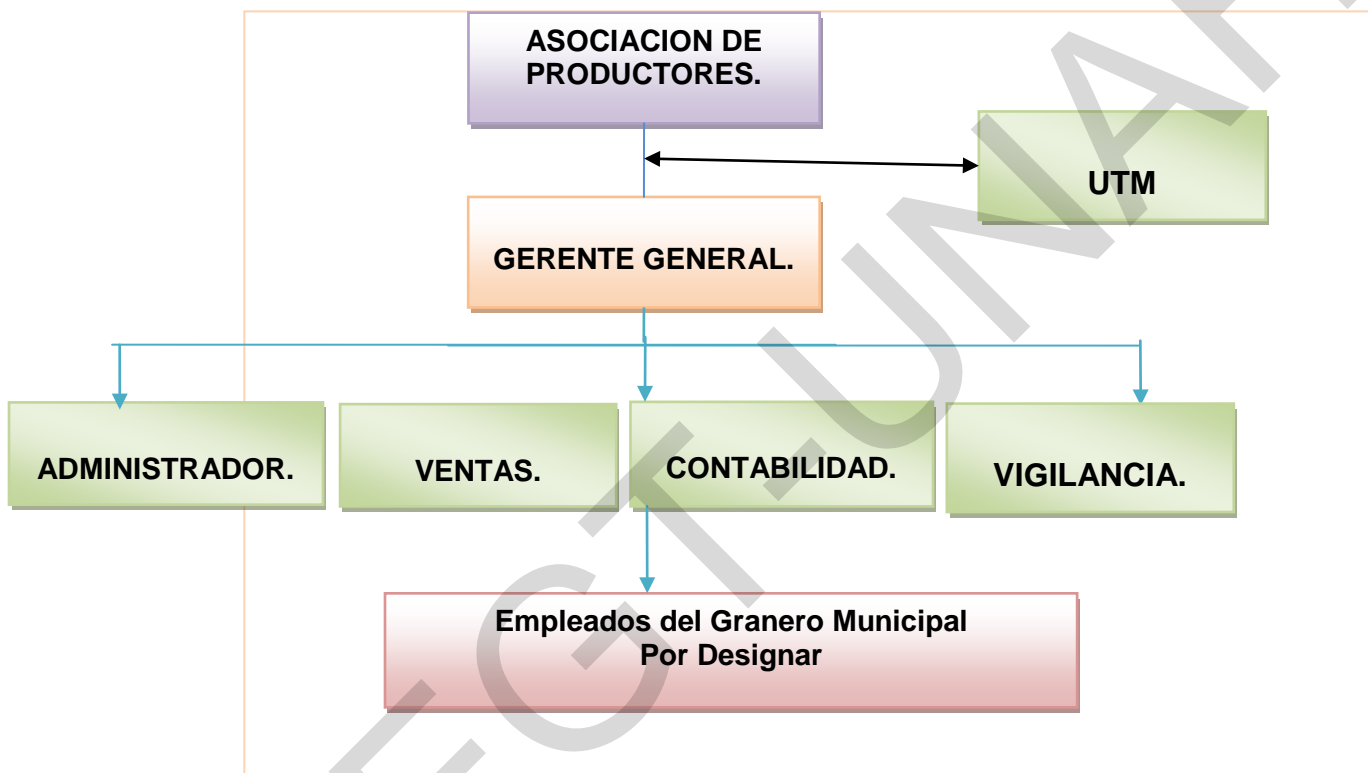 ASOCIACION DE
PRODUCTORES.
UTM
GERENTE GENERAL.
ADMINISTRADOR.
VENTAS.
CONTABILIDAD.
VIGILANCIA.
Empleados del Granero Municipal
Por Designar